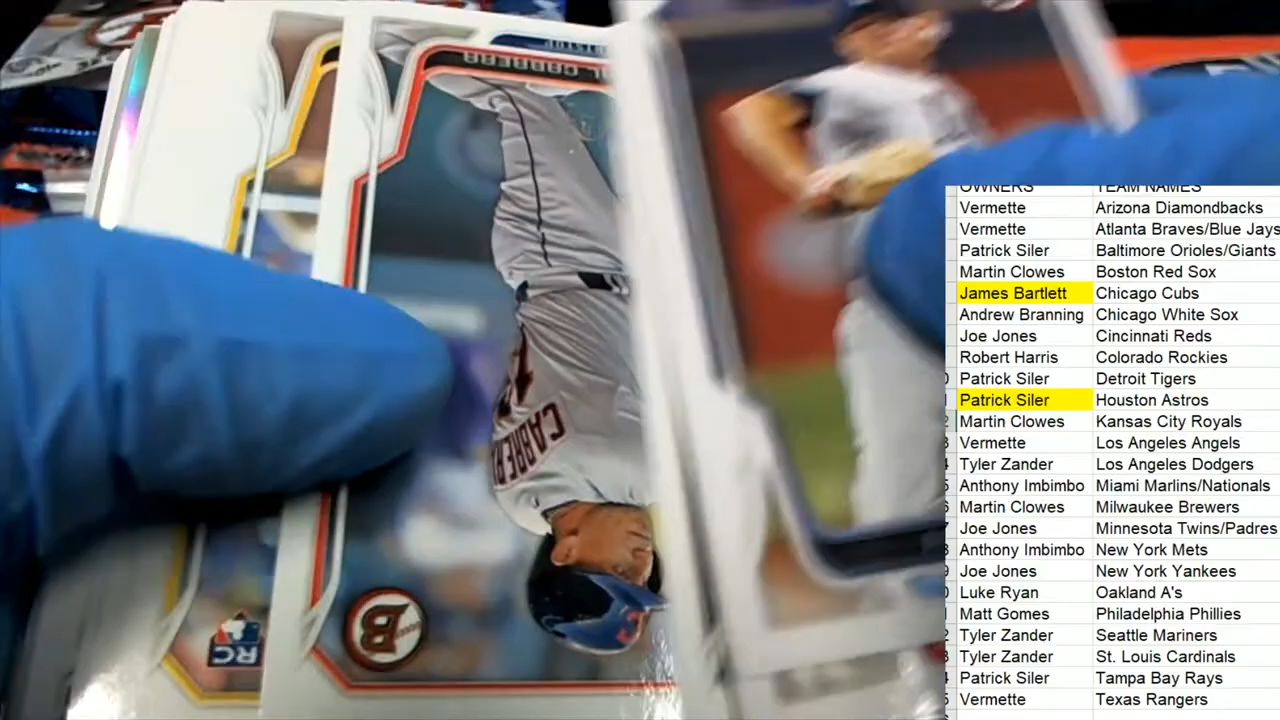 L CABRERA
CABRER
B
RC
OWNERS TEAM NAMES
Vermette Arizona Diamondbacks
Vermette Atlanta Braves/Blue Jays
Patrick Siler Baltimore Orioles/Giants
Martin Clowes Boston Red Sox
James Bartlett Chicago Cubs
Andrew Branning Chicago White Sox
Joe Jones Cincinnati Reds
Robert Harris Colorado Rockies
Patrick Siler Detroit Tigers
Patrick Siler Houston Astros
Martin Clowes Kansas City Royals
Vermette Los Angeles Angels
Tyler Zander Los Angeles Dodgers
Anthony Imbimbo Miami Marlins/Nationals
Martin Clowes Milwaukee Brewers
Joe Jones Minnesota Twins/Padres
Anthony Imbimbo New York Mets
Joe Jones New York Yankees
Luke Ryan Oakland A's
Matt Gomes Philadelphia Phillies
Tyler Zander Seattle Mariners
Tyler Zander St. Louis Cardinals
Patrick Siler Tampa Bay Rays
Vermette Texas Rangers